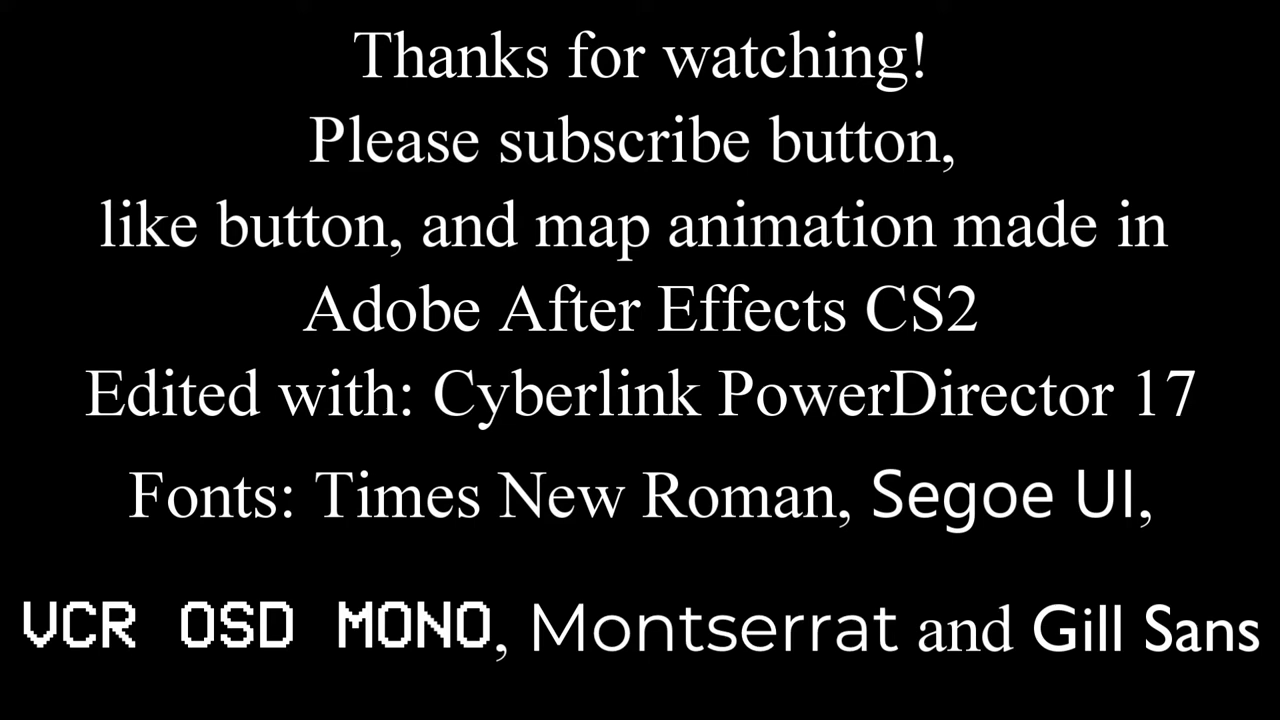 Thanks for watching!
Please subscribe button,
like button, and map animation made in
Adobe After Effects CS2
Edited with: Cyberlink PowerDirector 17
Fonts: Times New Roman, Segoe UI,
VCR OSD MONO, Montserrat and Gill Sans